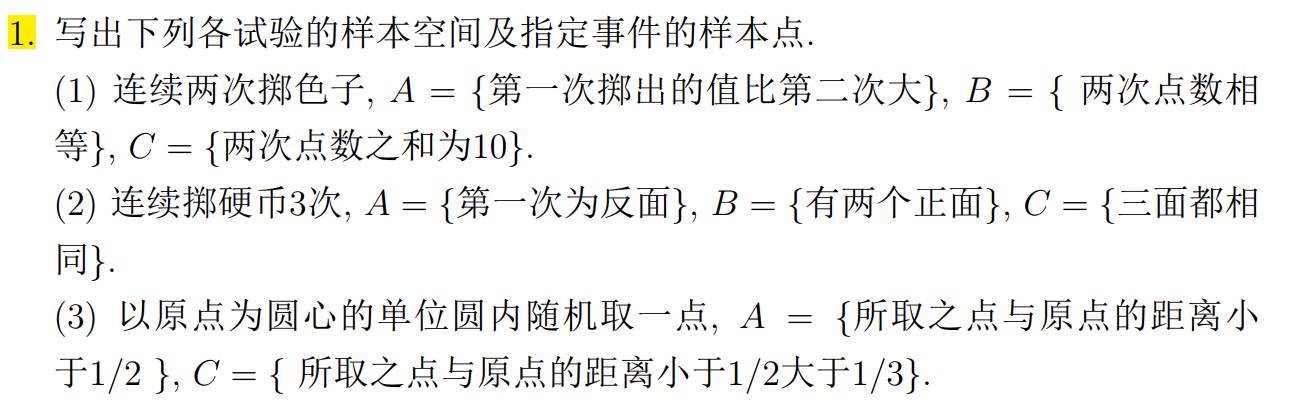 1. 写出下列各试验的样本空间及指定事件的样本点.
(1) 连续两次掷色子, A = {第一次掷出的值比第二次大}, B = { 两次点数相
等}, C = {两次点数之和为10}.
(2) 连续掷硬币3次, A = {第一次为反面}, B = {有两个正面}, C = {三面都相
同}.
(3) 以原点为圆心的单位圆内随机取一点, A = {所取之点与原点的距离小
于1/2 }, C = { 所取之点与原点的距离小于1/2大于1/3}.